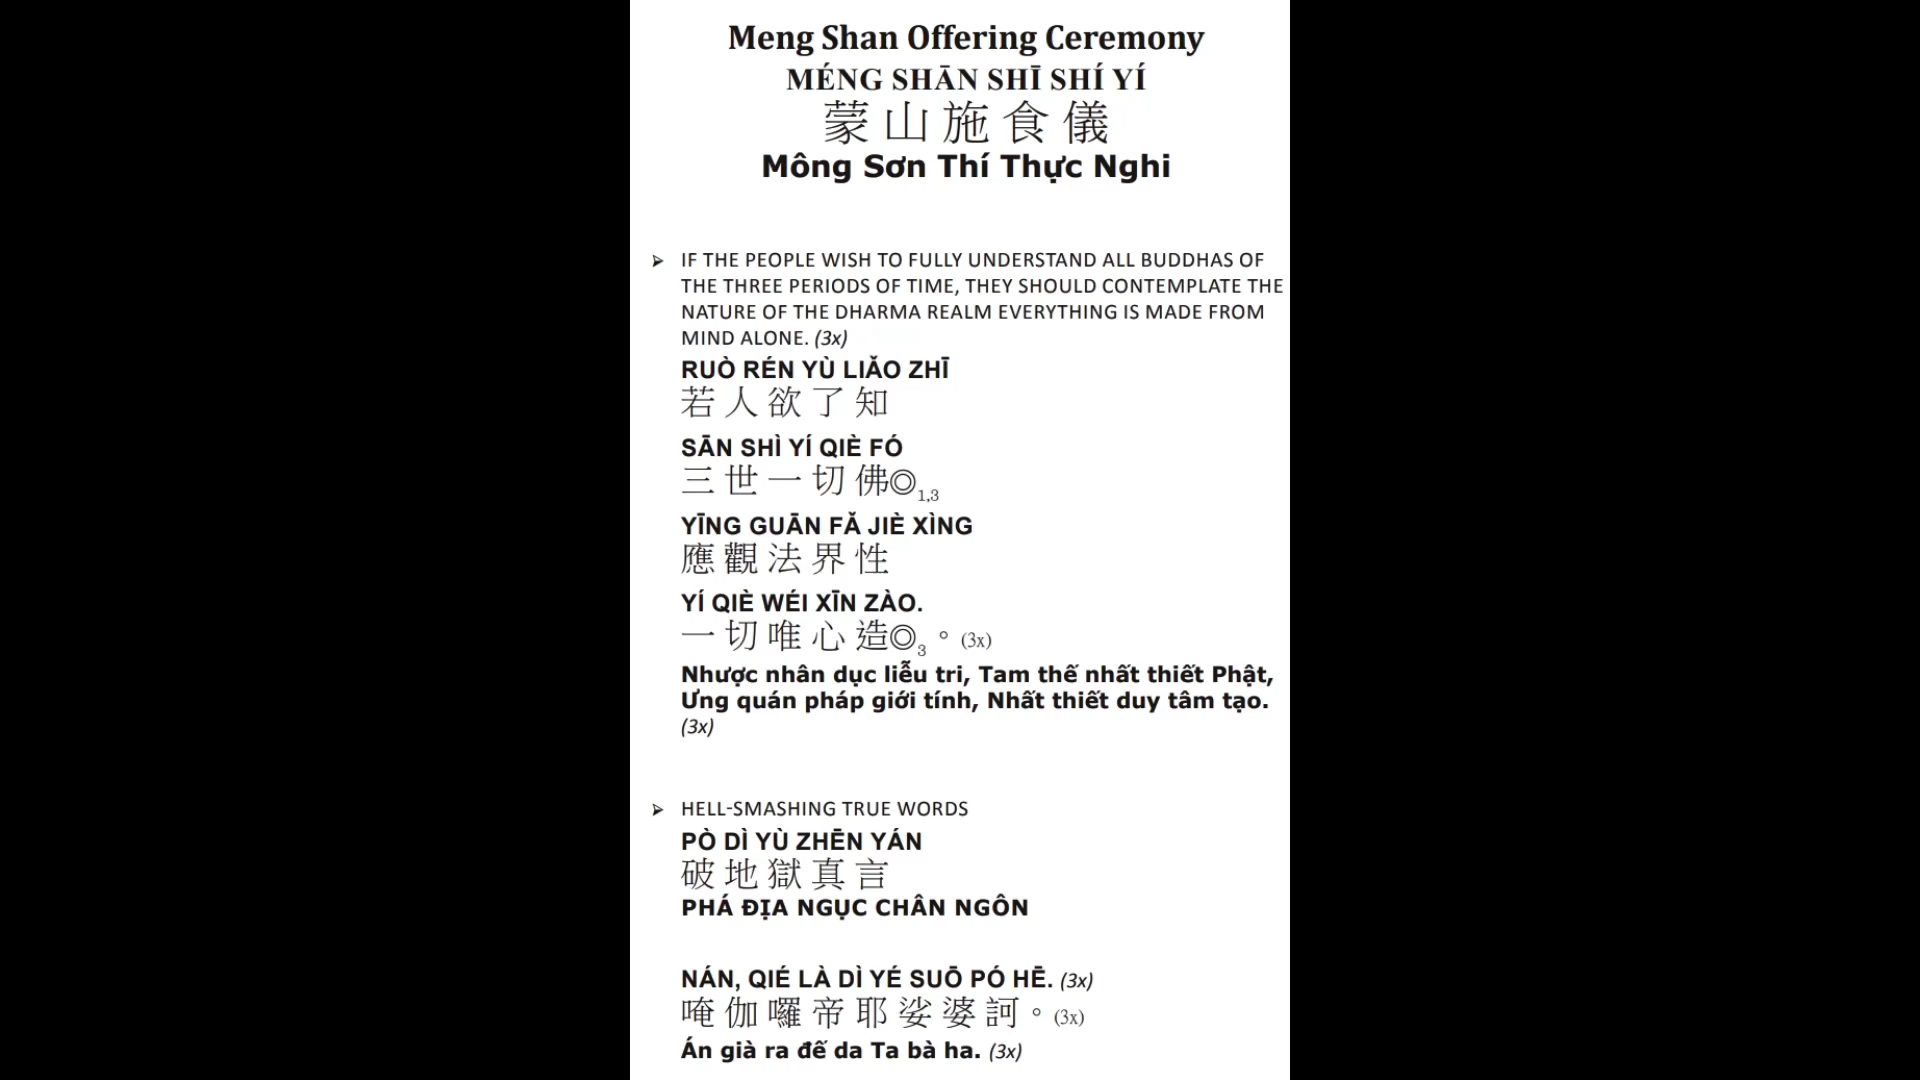 Meng Shan Offering Ceremony
MÉNG SHĀN SHĪ SHÍ YÍ
蒙山施食儀
Mông Sơn Thí Thực Nghi
➢ IF THE PEOPLE WISH TO FULLY UNDERSTAND ALL BUDDHAS OF
THE THREE PERIODS OF TIME, THEY SHOULD CONTEMPLATE THE
NATURE OF THE DHARMA REALM EVERYTHING IS MADE FROM
MIND ALONE. (3x)
RUÒ RÉN YÙ LIǍO ZHĪ
若人欲了知
SĀN SHÌ YÍ QIÈ FÓ
三世一切佛◎1,3
YĪNG GUĀN FǍ JIÈ XÌNG
應觀法界性
YÍ QIÈ WÉI XĪN ZÀO.
一切唯心造◎3。(3x)
Nhược nhân dục liễu tri, Tam thế nhất thiết Phật,
Ưng quán pháp giới tính, Nhất thiết duy tâm tạo.
(3x)
➢ HELL-SMASHING TRUE WORDS
PÒ DÌ YÙ ZHĒN YÁN
破地獄真言
PHÁ ĐỊA NGỤC CHÂN NGÔN
NÁN, QIÉ LÀ DÌ YÉ SUŌ PÓ HĒ. (3x)
唵伽囉帝耶娑婆訶。(3x)
Án già ra đế da Ta bà ha. (3x)